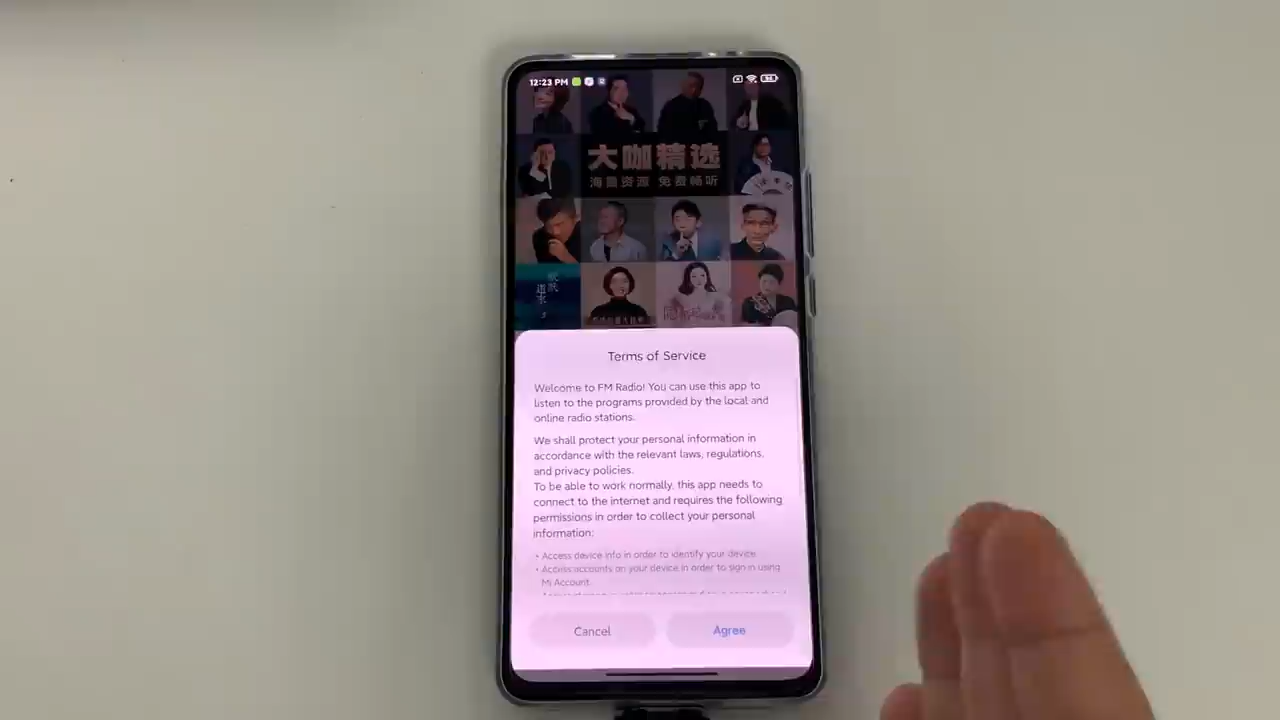 12:23 PM
大咖精选
海量资源 免费畅听
Terms of Service
Welcome to FM Radio! You can use this app to
listen to the programs provided by the local and
online radio stations.
We shall protect your personal information in
accordance with the relevant laws, regulations,
and privacy policies.
To be able to work normally, this app needs to
connect to the internet and requires the following
permissions in order to collect your personal
information:
• Access device info in order to identify your device.
• Access accounts on your device in order to sign in using
Mi Account.
Cancel
Agree